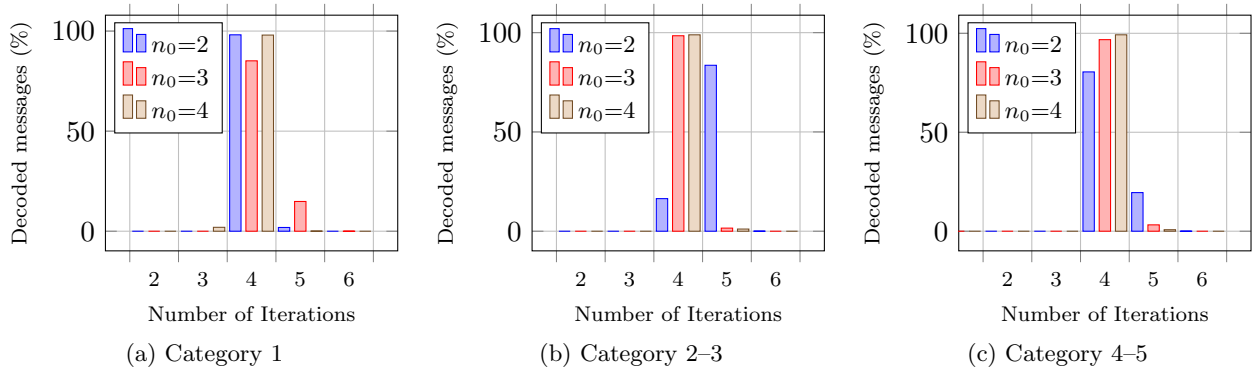 Decoded messages (%)
100
50
0
n₀=2
n₀=3
n₀=4
2 3 4 5 6
Number of Iterations
(a) Category 1
Decoded messages (%)
100
50
0
n₀=2
n₀=3
n₀=4
2 3 4 5 6
Number of Iterations
(b) Category 2–3
Decoded messages (%)
100
50
0
n₀=2
n₀=3
n₀=4
2 3 4 5 6
Number of Iterations
(c) Category 4–5